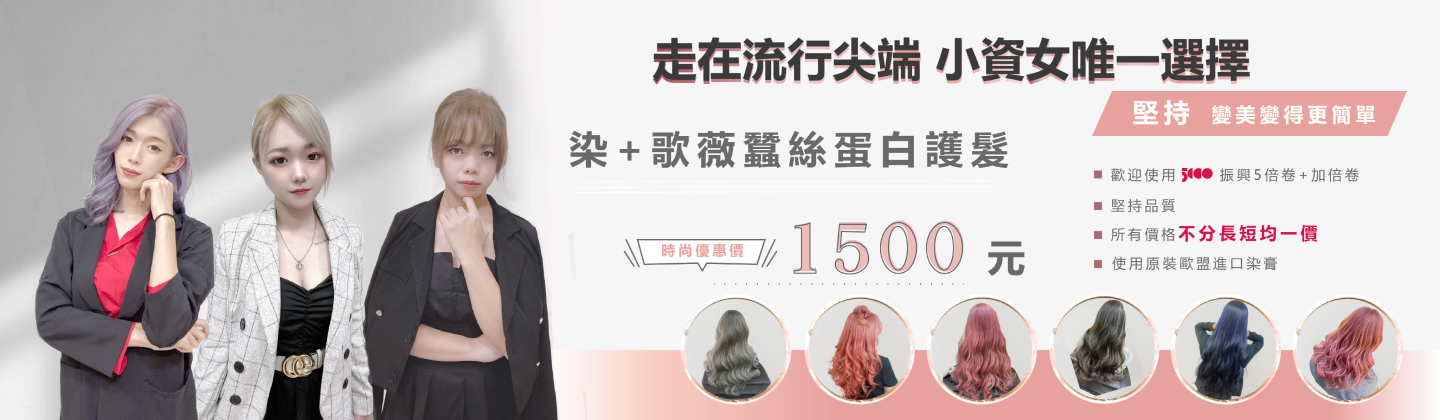 走在流行尖端 小資女唯一選擇
堅持 變美變得更簡單
染+歌薇蠶絲蛋白護髮
時尚優惠價 1500 元
歡迎使用 5000 振興5倍卷+加倍卷
堅持品質
所有價格不分長短均一價
使用原裝歐盟進口染膏